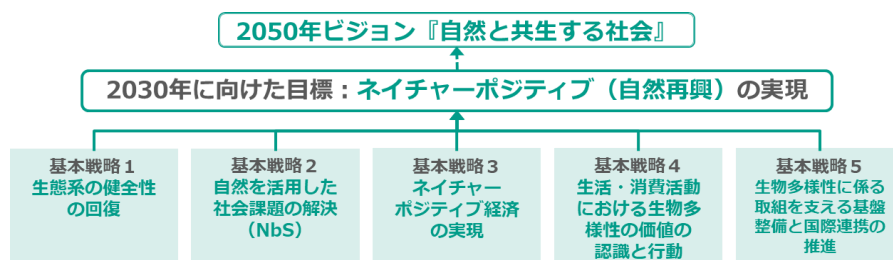 2050年ビジョン『自然と共生する社会』
2030年に向けた目標：ネイチャーポジティブ（自然再興）の実現
基本戦略１
生態系の健全性
の回復
基本戦略２
自然を活用した
社会課題の解決
（NbS）
基本戦略３
ネイチャー
ポジティブ経済
の実現
基本戦略４
生活・消費活動
における生物多
様性の価値の
認識と行動
基本戦略５
生物多様性に係る
取組を支える基盤
整備と国際連携の
推進